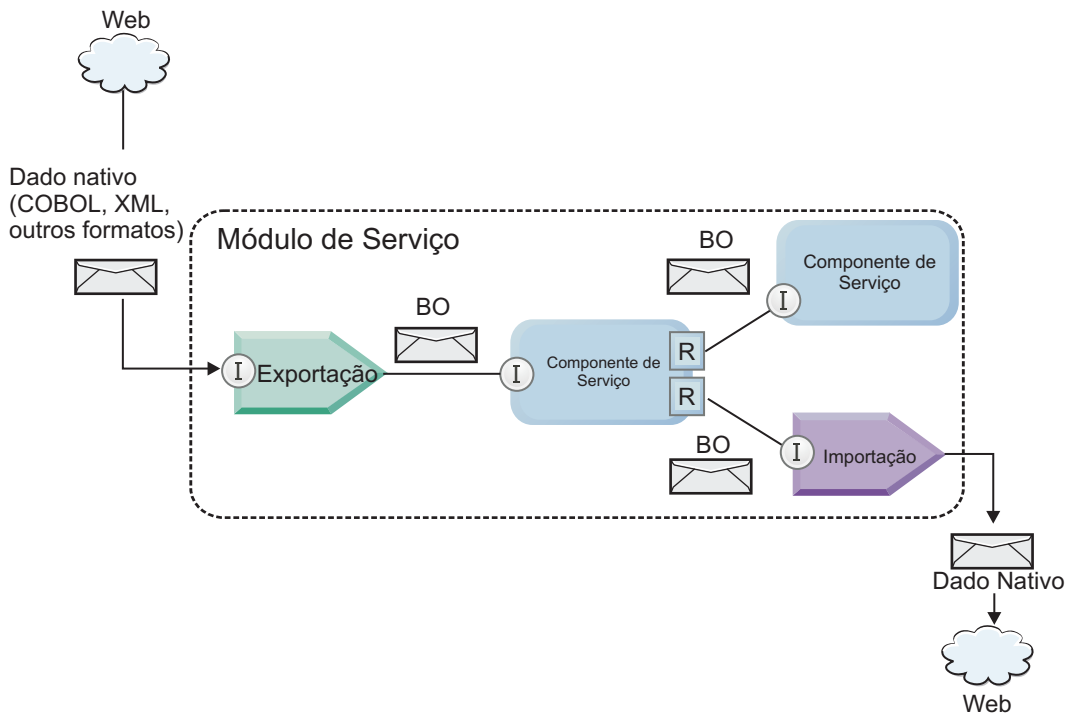 Web
Dado nativo
(COBOL, XML,
outros formatos)
Módulo de Serviço
BO
Componente de
Serviço
I
BO
I
Exportação
I
Componente de
Serviço
R
R
BO
I
Importação
Dado Nativo
Web